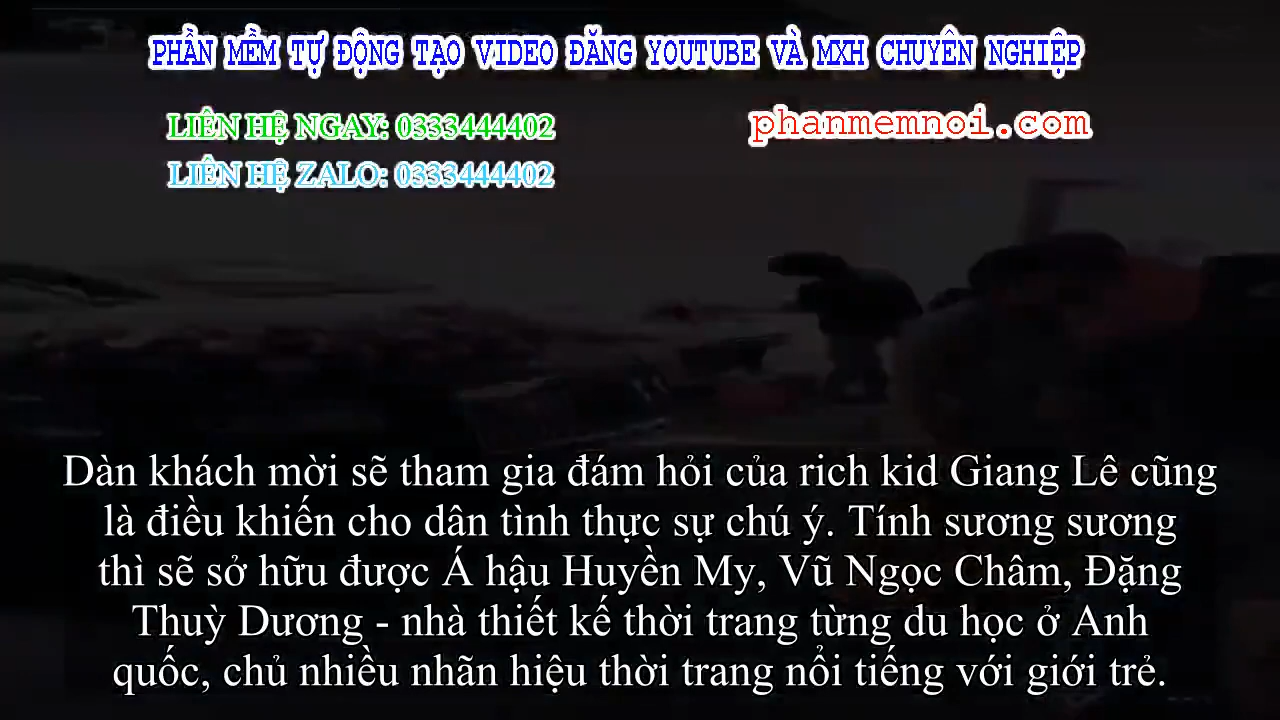 PHẦN MỀM TỰ ĐỘNG TẠO VIDEO ĐĂNG YOUTUBE VÀ MXH CHUYÊN NGHIỆP
LIÊN HỆ NGAY: 0333444402
phanmemnoi.com
LIÊN HỆ ZALO: 0333444402
Dàn khách mời sẽ tham gia đám hỏi của rich kid Giang Lê cũng
là điều khiến cho dân tình thực sự chú ý. Tính sương sương
thì sẽ sở hữu được Á hậu Huyền My, Vũ Ngọc Châm, Đặng
Thuỳ Dương - nhà thiết kế thời trang từng du học ở Anh
quốc, chủ nhiều nhãn hiệu thời trang nổi tiếng với giới trẻ.